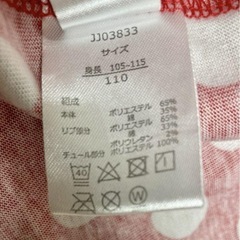 JJ03833
サイズ
身長 105-115
110
組成
ポリエステル 65%
綿 35%
リブ部分 ポリエステル 65%
綿 33%
ポリウレタン 2%
チュール部分 ポリエステル 100%
40
W